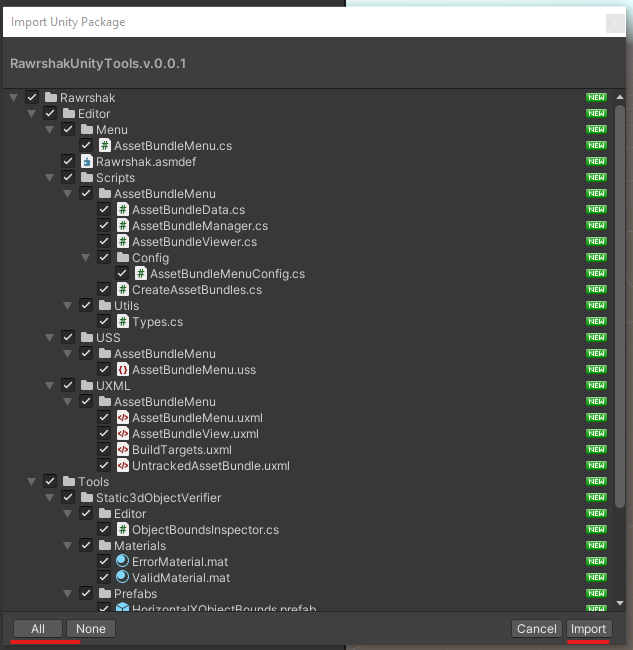 Import Unity Package
x
RawrshakUnityTools.v.0.0.1
Rawrshak NEW
Editor NEW
Menu NEW
# AssetBundleMenu.cs NEW
Rawrshak.asmdef NEW
Scripts NEW
AssetBundleMenu NEW
# AssetBundleData.cs NEW
# AssetBundleManager.cs NEW
# AssetBundleViewer.cs NEW
Config NEW
# AssetBundleMenuConfig.cs NEW
# CreateAssetBundles.cs NEW
Utils NEW
# Types.cs NEW
USS NEW
AssetBundleMenu NEW
{} AssetBundleMenu.uss NEW
UXML NEW
AssetBundleMenu NEW
</> AssetBundleMenu.uxml NEW
</> AssetBundleView.uxml NEW
</> BuildTargets.uxml NEW
</> UntrackedAssetBundle.uxml NEW
Tools NEW
Static3dObjectVerifier NEW
Editor NEW
# ObjectBoundsInspector.cs NEW
Materials NEW
ErrorMaterial.mat NEW
ValidMaterial.mat NEW
Prefabs NEW
HorizontalXObjectBounds.prefab NEW
All None Cancel Import